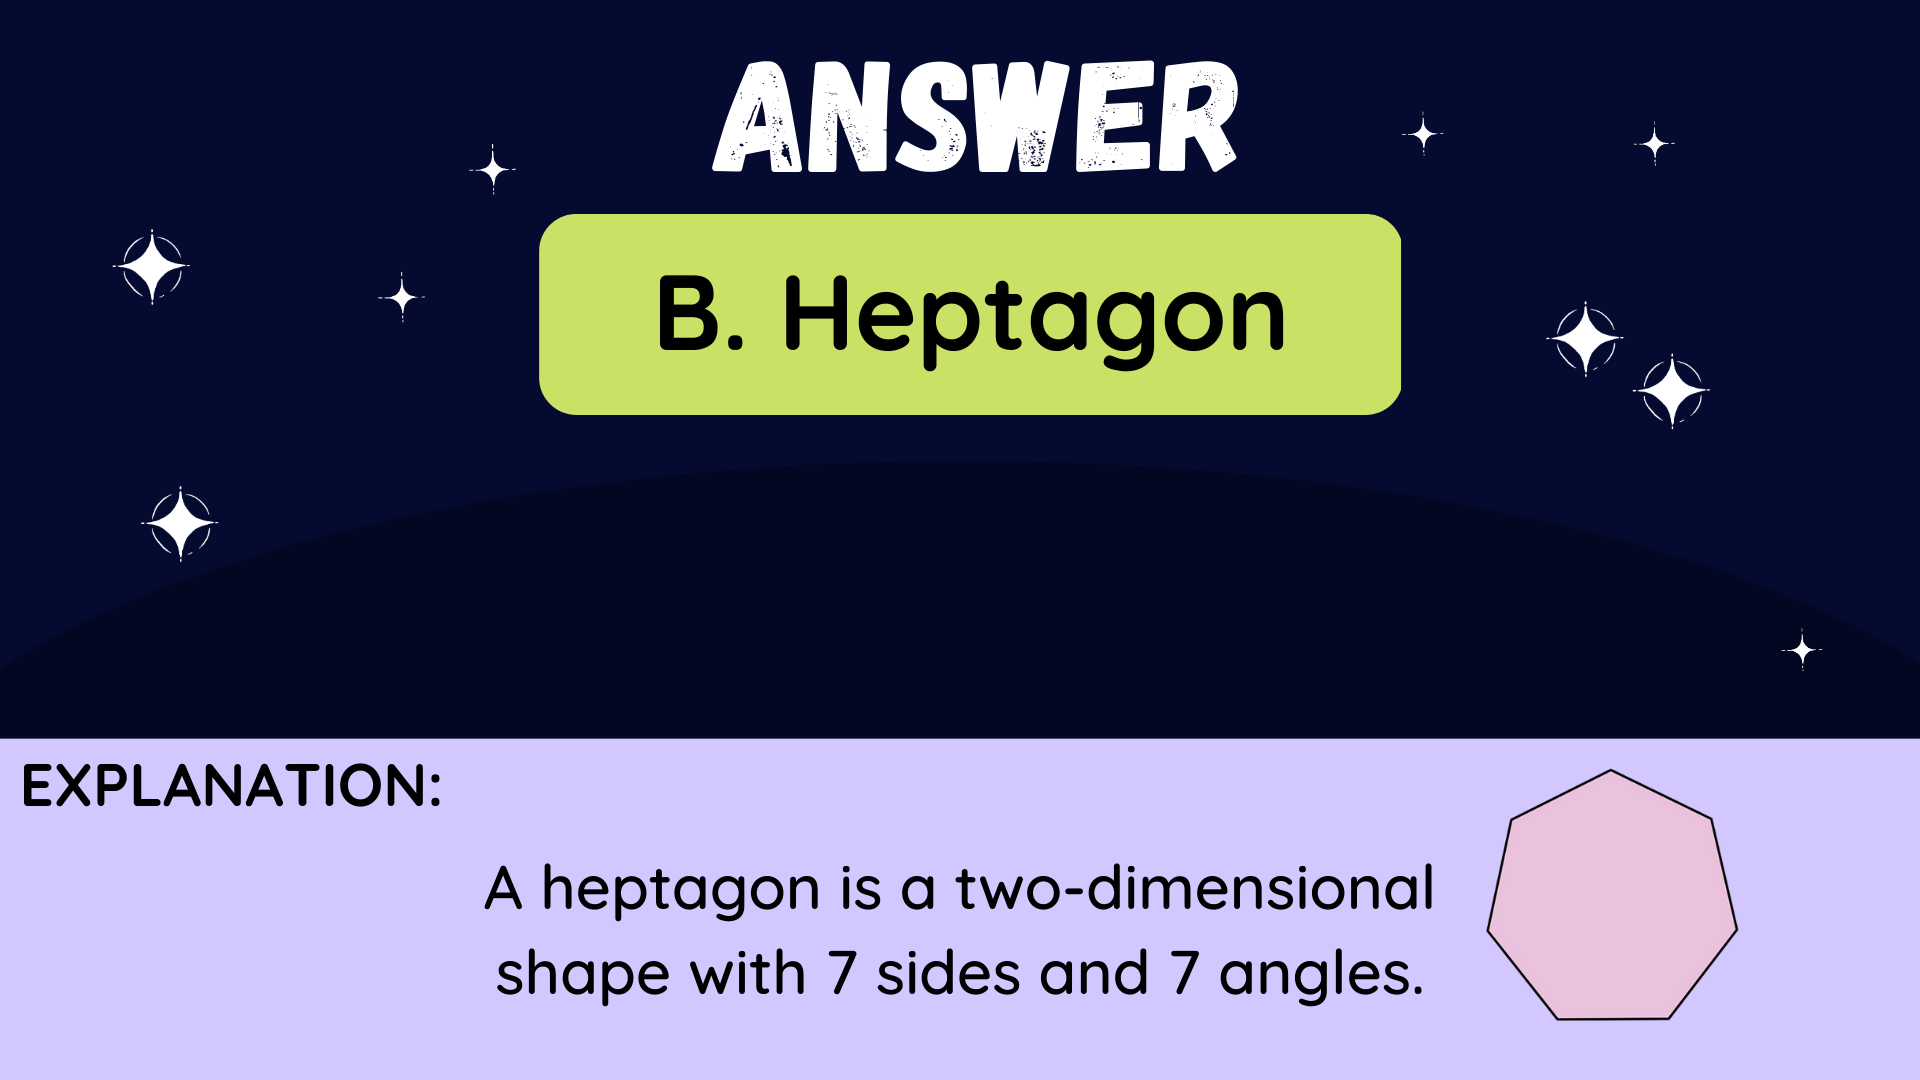 ANSWER
B. Heptagon
EXPLANATION:
A heptagon is a two-dimensional
shape with 7 sides and 7 angles.